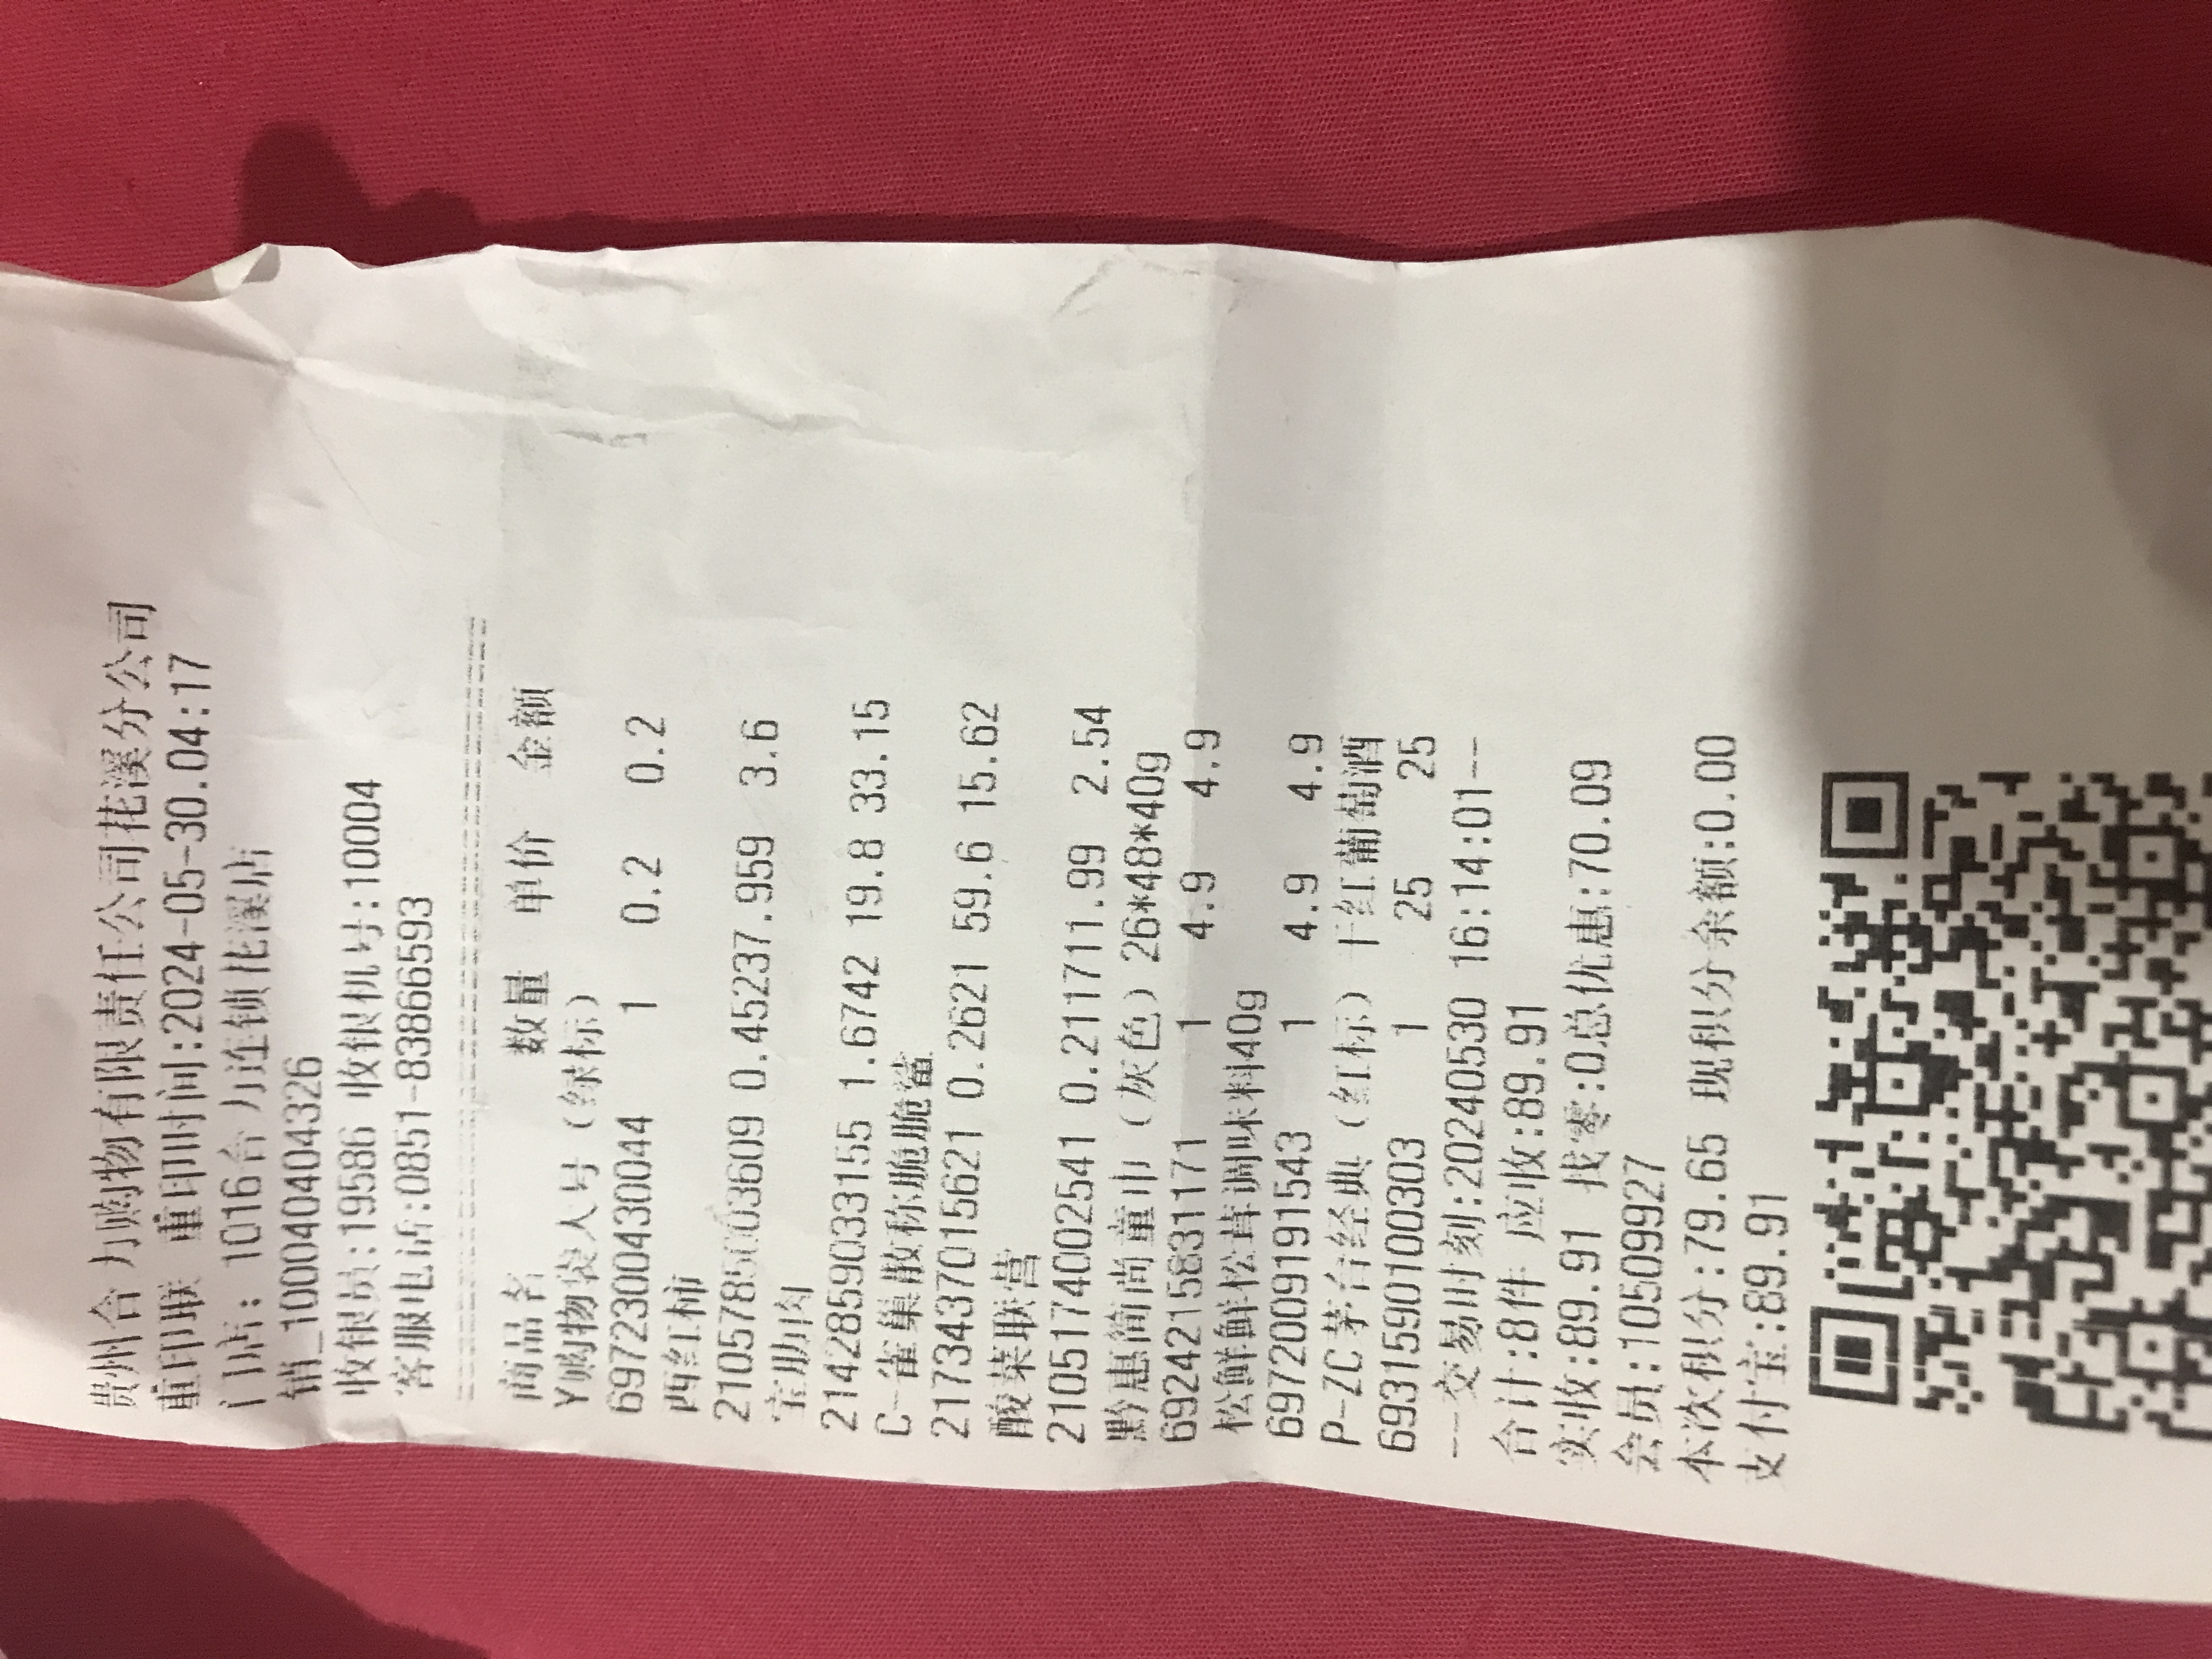 贵州合力购物有限责任公司花溪分公司
重印联 重印时间:2024-05-30.04:17
门店: 1016合力连锁花溪店
销_100040404326
收银员:19586 收银机号:10004
客服电话:0851-83866593
商品名 数量 单价 金额
Y购物袋大号（绿标）
6972300430044 1 0.2 0.2
西红柿
2105785003609 0.45237.959 3.6
宝肋肉
2142859033155 1.6742 19.8 33.15
C-雀巢散称脆脆鲨
2173437015621 0.2621 59.6 15.62
酸菜联营
2105174002541 0.211711.99 2.54
黔惠简尚童巾（灰色）26*48*40g
6924215831171 1 4.9 4.9
松鲜鲜松茸调味料40g
6972009191543 1 4.9 4.9
P-ZC茅台经典（红标）干红葡萄酒
6931590100303 1 25 25
--交易时刻:20240530 16:14:01--
合计:8件 应收:89.91
实收:89.91 找零:0总优惠:70.09
会员:105099927
本次积分:79.65 现积分余额:0.00
支付宝:89.91